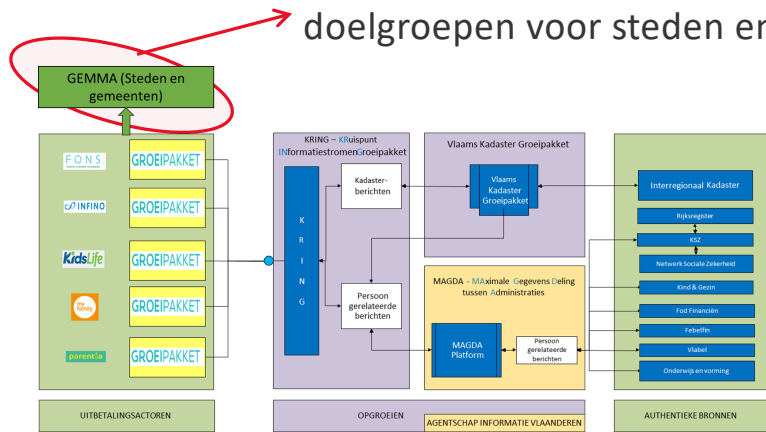 doelgroepen voor steden er
GEMMA (Steden en
gemeenten)
FONS.
GROEIPAKKET
INFINO
GROEIPAKKET
KidsLife
GROEIPAKKET
my
family
GROEIPAKKET
parentia
GROEIPAKKET
UITBETALINGSACTOREN
KRING – KRuispunt
INformatiestromenGroeipakket
K
R
I
N
G
Kadaster-
berichten
Persoon
gerelateerde
berichten
OPGROEIEN
Vlaams Kadaster Groeipakket
Vlaams
Kadaster
Groeipakket
MAGDA - MAximale Gegevens Deling
tussen Administraties
MAGDA
Platform
Persoon
gerelateerde
berichten
AGENTSCHAP INFORMATIE VLAANDEREN
Interregionaal Kadaster
Rijksregister
KSZ
Netwerk Sociale Zekerheid
Kind & Gezin
Fod Financiën
Febelfin
Vlabel
Onderwijs en vorming
AUTHENTIEKE BRONNEN